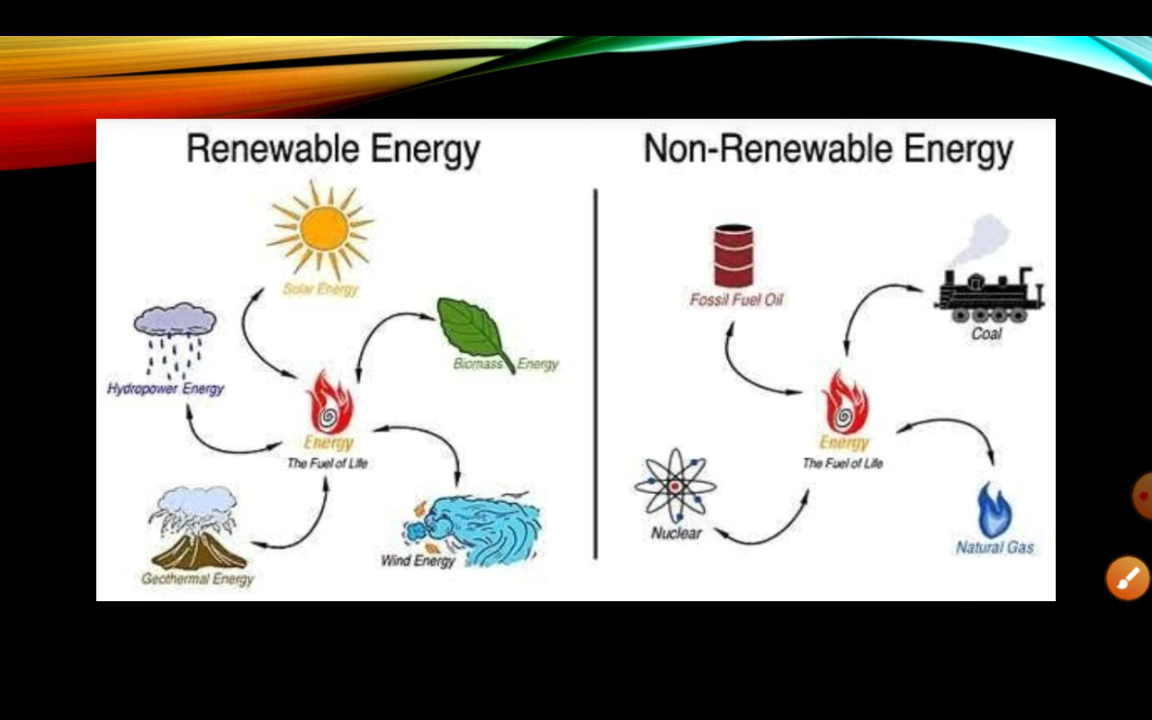 Renewable Energy
Solar Energy
Biomass Energy
Hydropower Energy
Energy
The Fuel of Life
Wind Energy
Geothermal Energy
Non-Renewable Energy
Fossil Fuel Oil
Coal
Energy
The Fuel of Life
Nuclear
Natural Gas